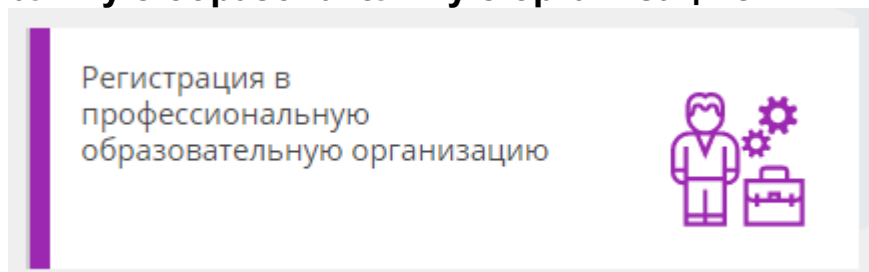 Регистрация в
профессиональную
образовательную организацию